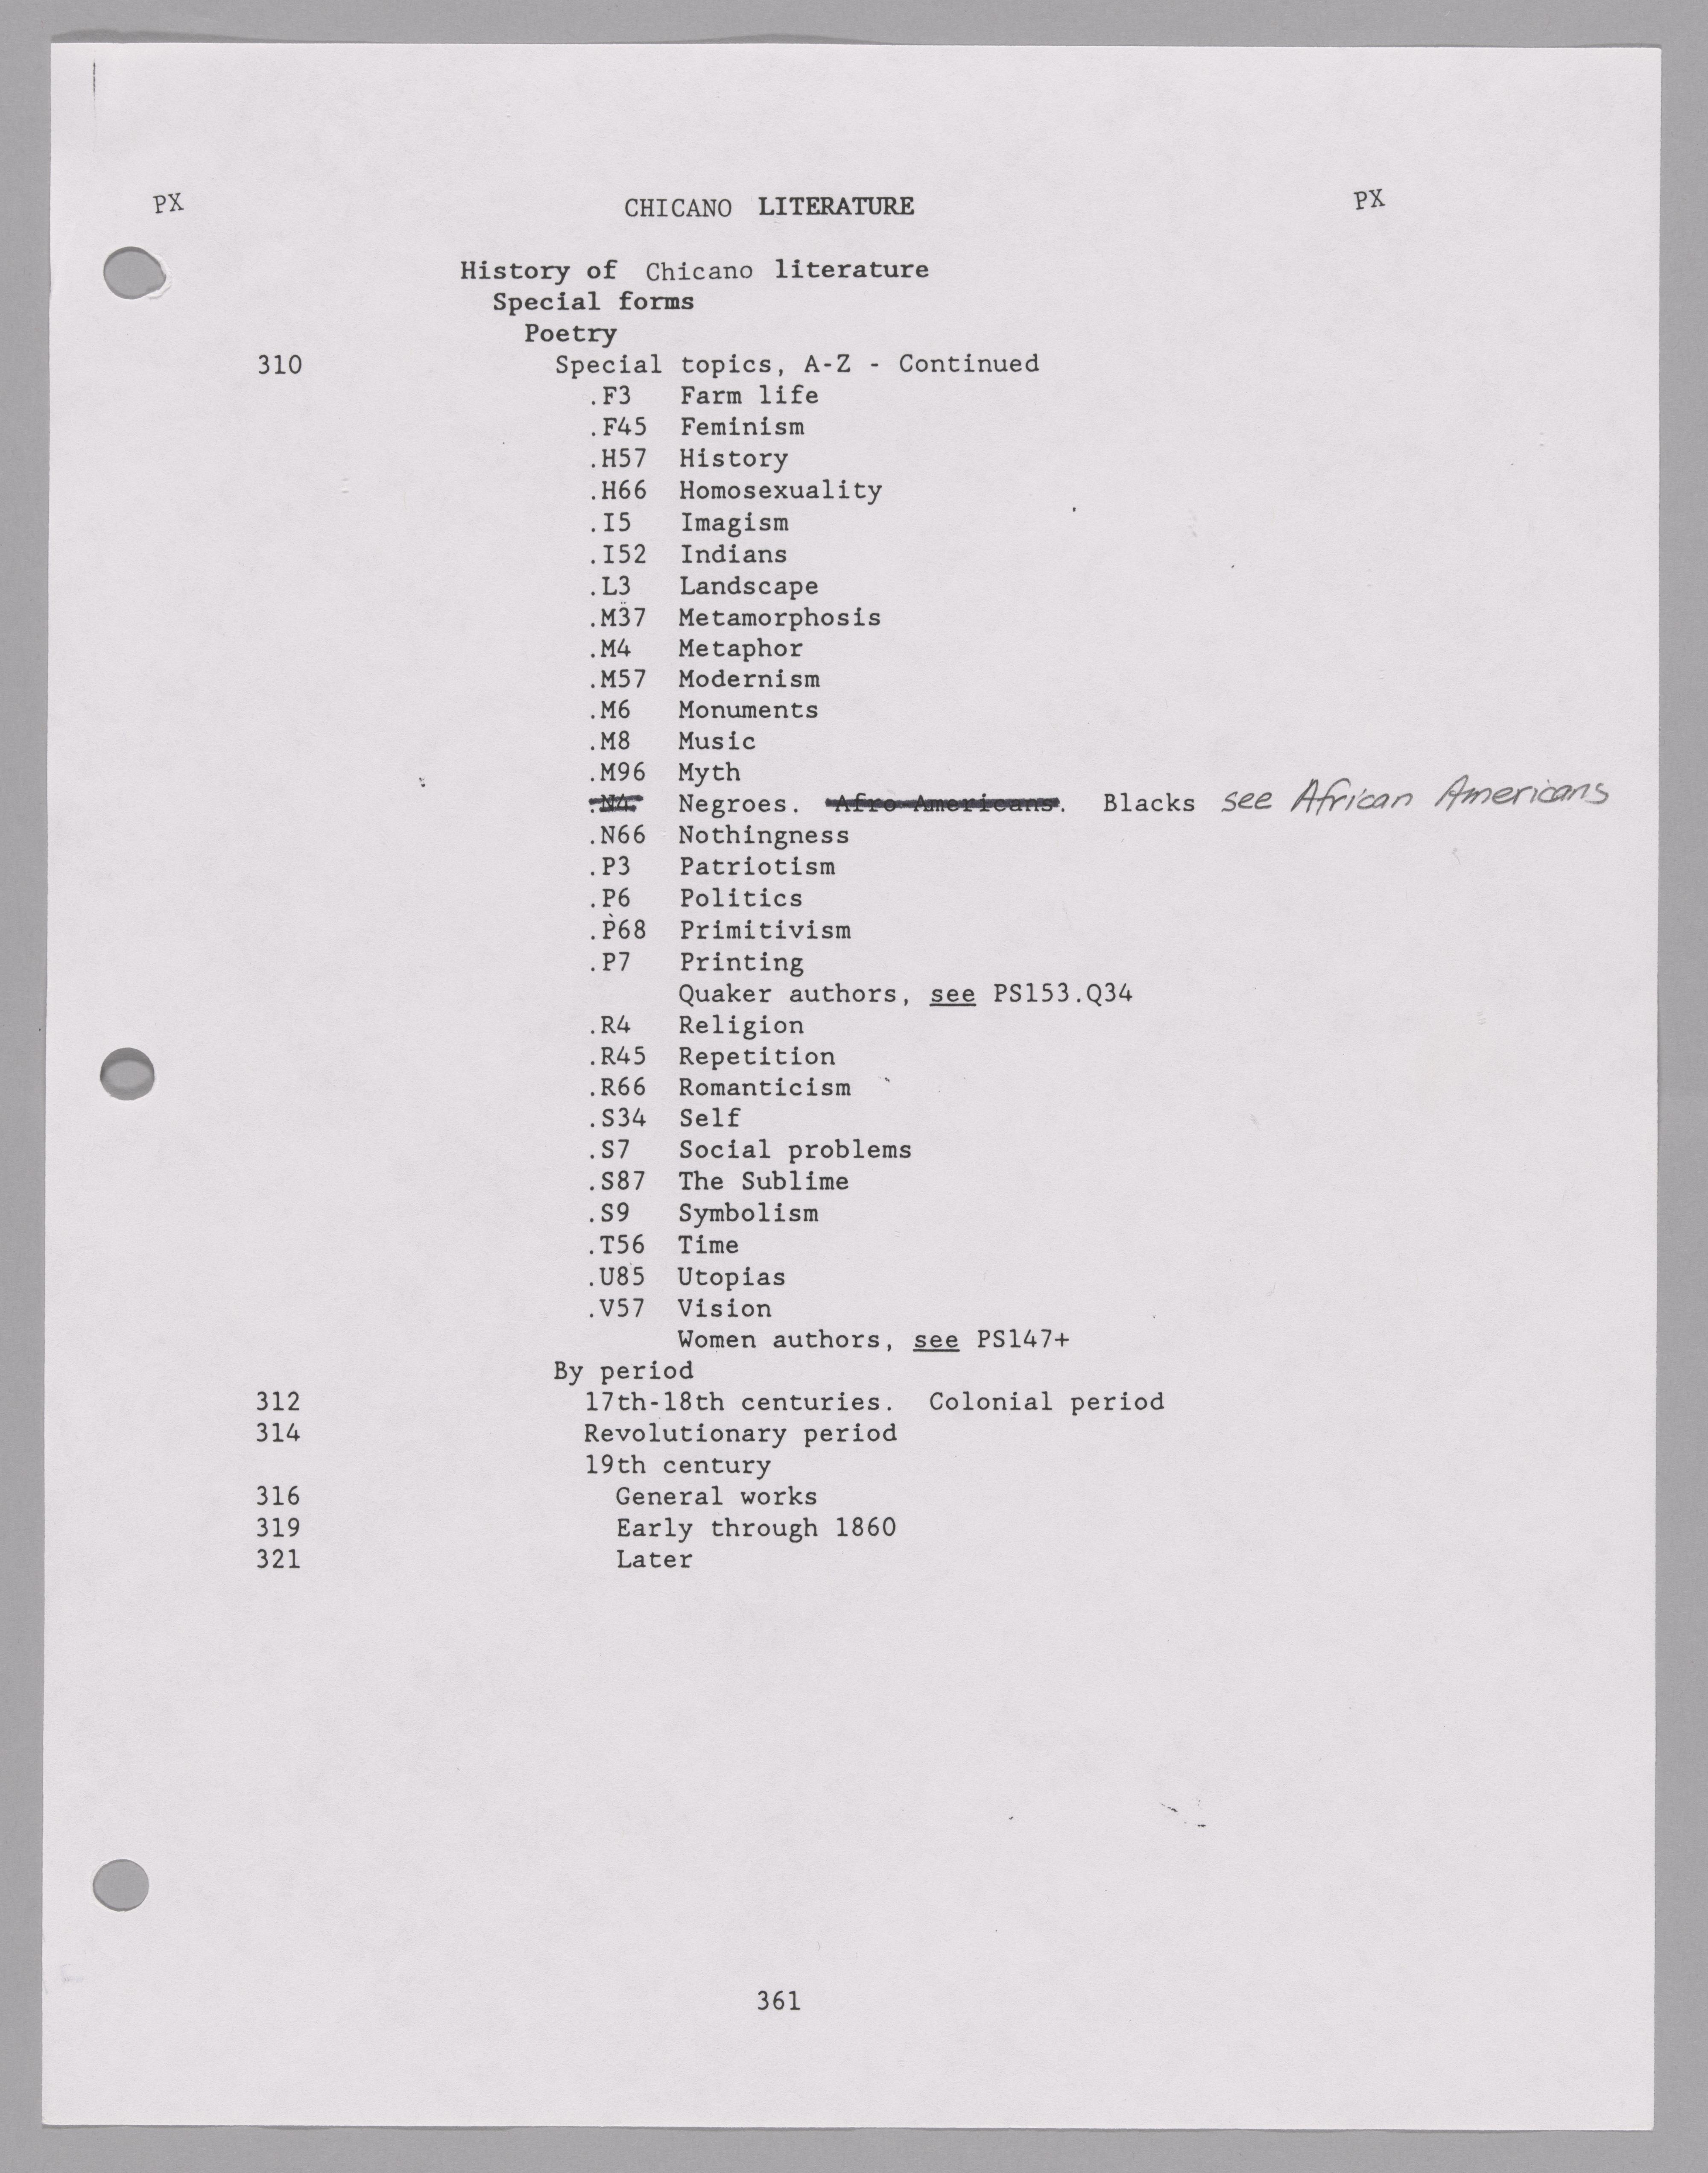 PX CHICANO LITERATURE PX
History of Chicano literature
Special forms
Poetry
310 Special topics, A-Z - Continued
.F3 Farm life
.F45 Feminism
.H57 History
.H66 Homosexuality
.I5 Imagism
.I52 Indians
.L3 Landscape
.M37 Metamorphosis
.M4 Metaphor
.M57 Modernism
.M6 Monuments
.M8 Music
.M96 Myth
.N4 Negroes. Afro-Americans. Blacks see African Americans
.N66 Nothingness
.P3 Patriotism
.P6 Politics
.P68 Primitivism
.P7 Printing
Quaker authors, see PS153.Q34
.R4 Religion
.R45 Repetition
.R66 Romanticism
.S34 Self
.S7 Social problems
.S87 The Sublime
.S9 Symbolism
.T56 Time
.U85 Utopias
.V57 Vision
Women authors, see PS147+
By period
312 17th-18th centuries. Colonial period
314 Revolutionary period
19th century
316 General works
319 Early through 1860
321 Later
361